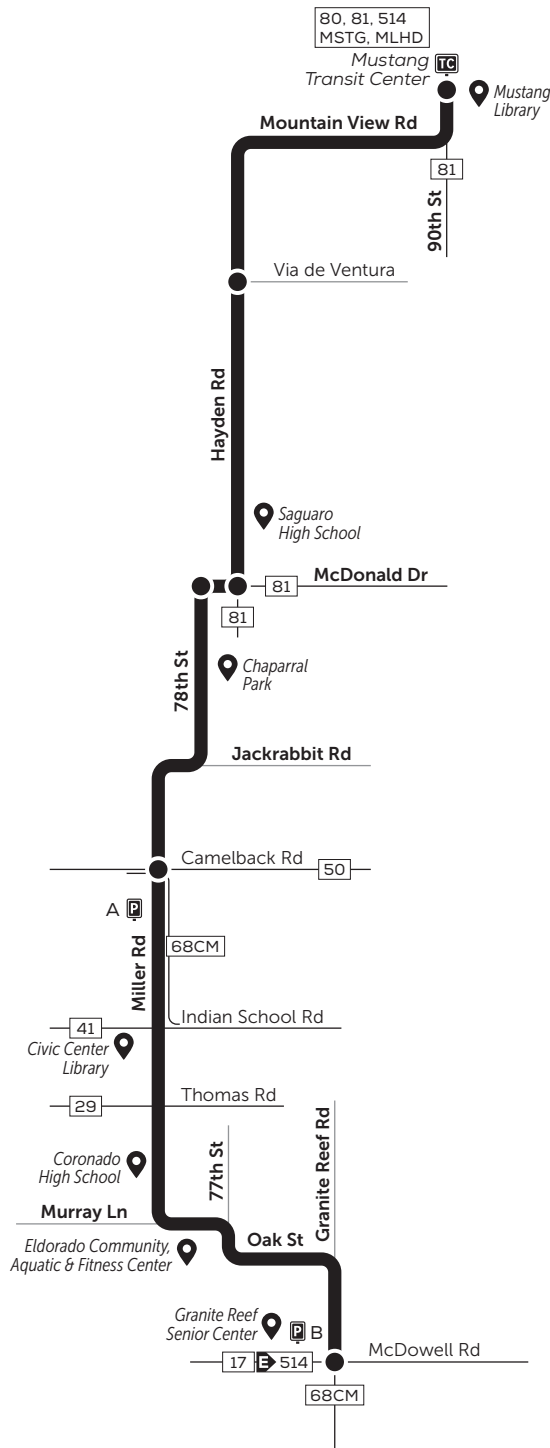 80, 81, 514
MSTG, MLHD
Mustang
Transit Center
TC
Mustang
Library
Mountain View Rd
81
90th St
Via de Ventura
Hayden Rd
Saguaro
High School
McDonald Dr
81
81
78th St
Chaparral
Park
Jackrabbit Rd
Camelback Rd
50
A P
Miller Rd
68CM
Indian School Rd
41
Civic Center
Library
Thomas Rd
29
Coronado
High School
77th St
Granite Reef Rd
Murray Ln
Oak St
Eldorado Community,
Aquatic & Fitness Center
Granite Reef
Senior Center
P B
McDowell Rd
17 E 514
68CM